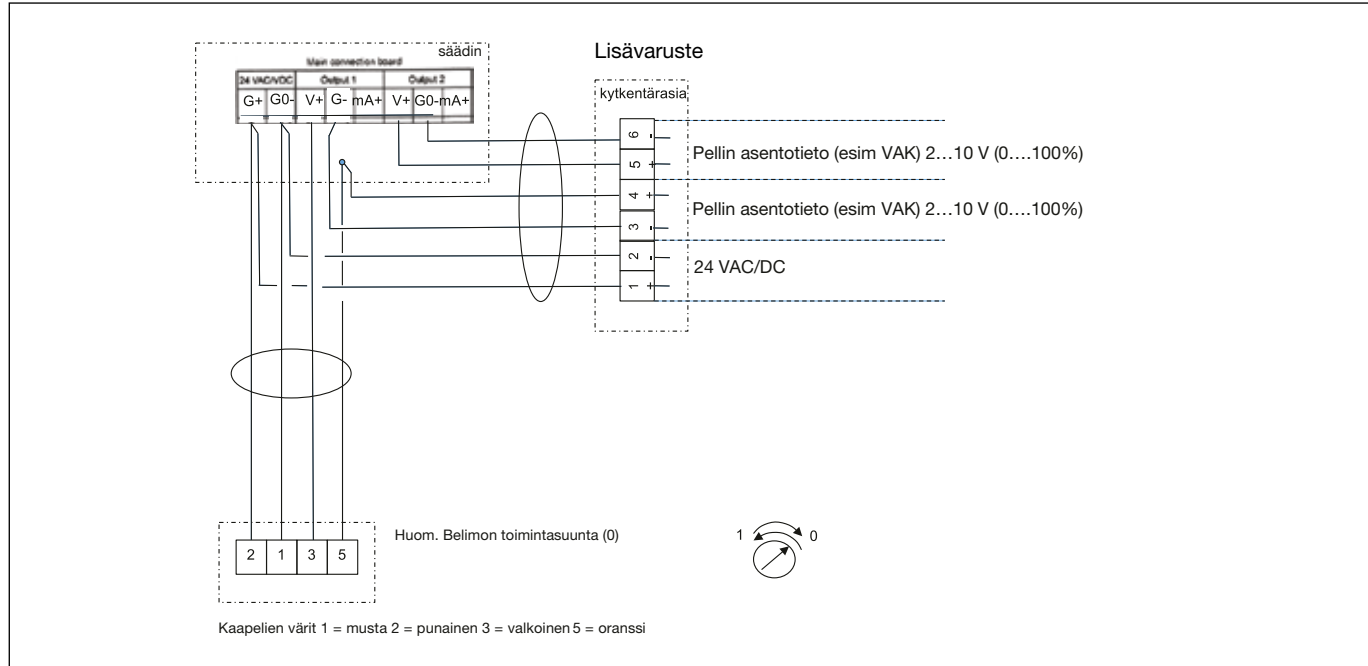 säädin
Main connection board
24 VAC/VDC Output 1 Output 2
G+ G0- V+ G- mA+ V+ G0- mA+
Lisävaruste
kytkentärasia
6 -
5 +
4 +
3 -
2 -
1 +
Pellin asentotieto (esim VAK) 2…10 V (0….100%)
Pellin asentotieto (esim VAK) 2…10 V (0….100%)
24 VAC/DC
2 1 3 5
Huom. Belimon toimintasuunta (0)
1 0
Kaapelien värit 1 = musta 2 = punainen 3 = valkoinen 5 = oranssi